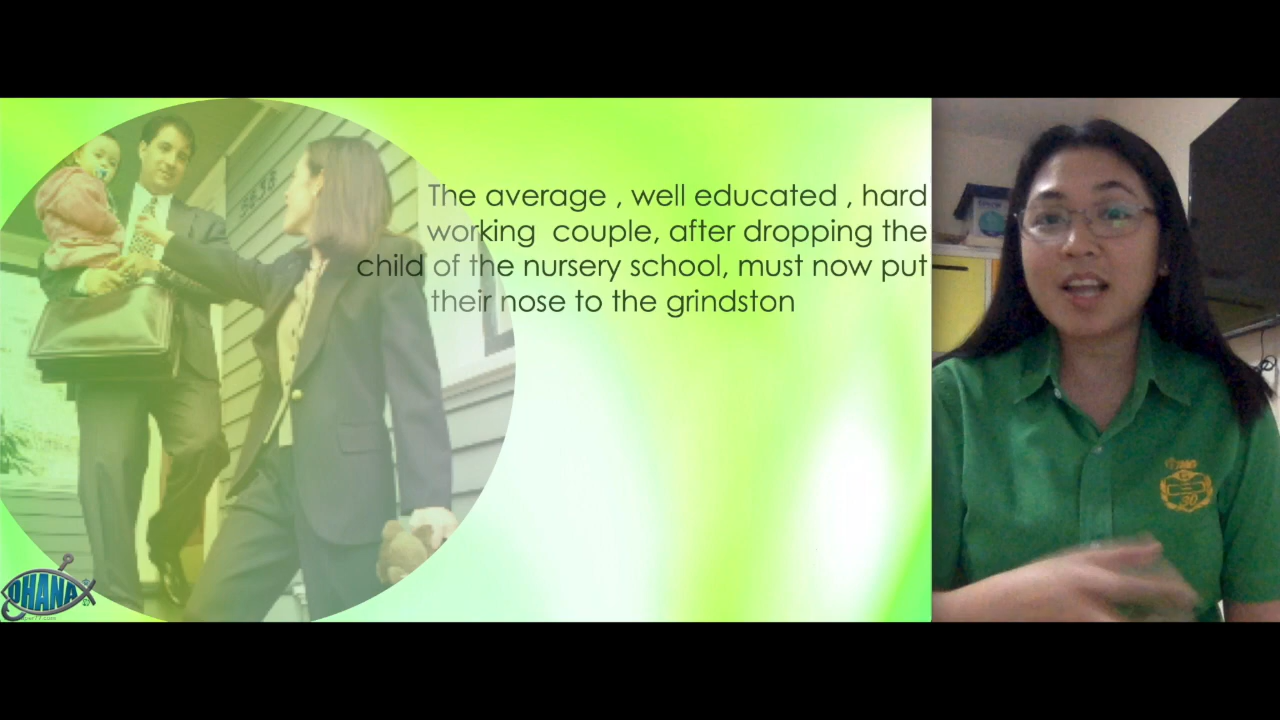 The average , well educated , hard
working  couple, after dropping the
child of the nursery school, must now put
their nose to the grindston
5838
OHANA